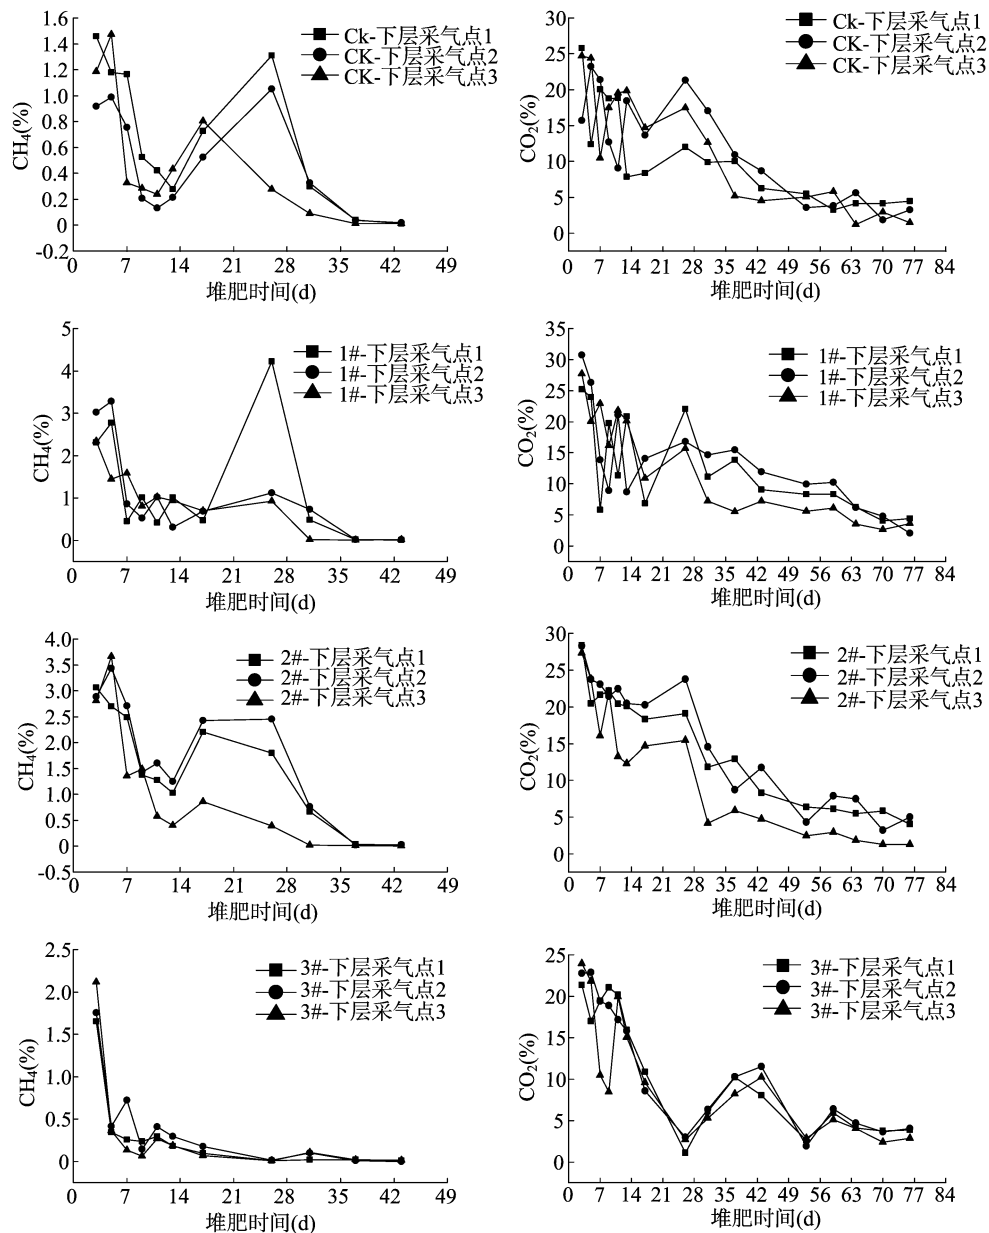 1.6
1.4
1.2
1.0
0.8
0.6
0.4
0.2
0
-0.2
CH₄(%)
Ck-下层采气点1
CK-下层采气点2
CK-下层采气点3
0 7 14 21 28 35 42 49
堆肥时间(d)
30
25
20
15
10
5
0
CO₂(%)
Ck-下层采气点1
CK-下层采气点2
CK-下层采气点3
0 7 14 21 28 35 42 49 56 63 70 77 84
堆肥时间(d)
5
4
3
2
1
0
CH₄(%)
1#-下层采气点1
1#-下层采气点2
1#-下层采气点3
0 7 14 21 28 35 42 49
堆肥时间(d)
35
30
25
20
15
10
5
0
CO₂(%)
1#-下层采气点1
1#-下层采气点2
1#-下层采气点3
0 7 14 21 28 35 42 49 56 63 70 77 84
堆肥时间(d)
4.0
3.5
3.0
2.5
2.0
1.5
1.0
0.5
0
-0.5
CH₄(%)
2#-下层采气点1
2#-下层采气点2
2#-下层采气点3
0 7 14 21 28 35 42 49
堆肥时间(d)
30
25
20
15
10
5
0
CO₂(%)
2#-下层采气点1
2#-下层采气点2
2#-下层采气点3
0 7 14 21 28 35 42 49 56 63 70 77 84
堆肥时间(d)
2.5
2.0
1.5
1.0
0.5
0
CH₄(%)
3#-下层采气点1
3#-下层采气点2
3#-下层采气点3
0 7 14 21 28 35 42 49
堆肥时间(d)
25
20
15
10
5
0
CO₂(%)
3#-下层采气点1
3#-下层采气点2
3#-下层采气点3
0 7 14 21 28 35 42 49 56 63 70 77 84
堆肥时间(d)